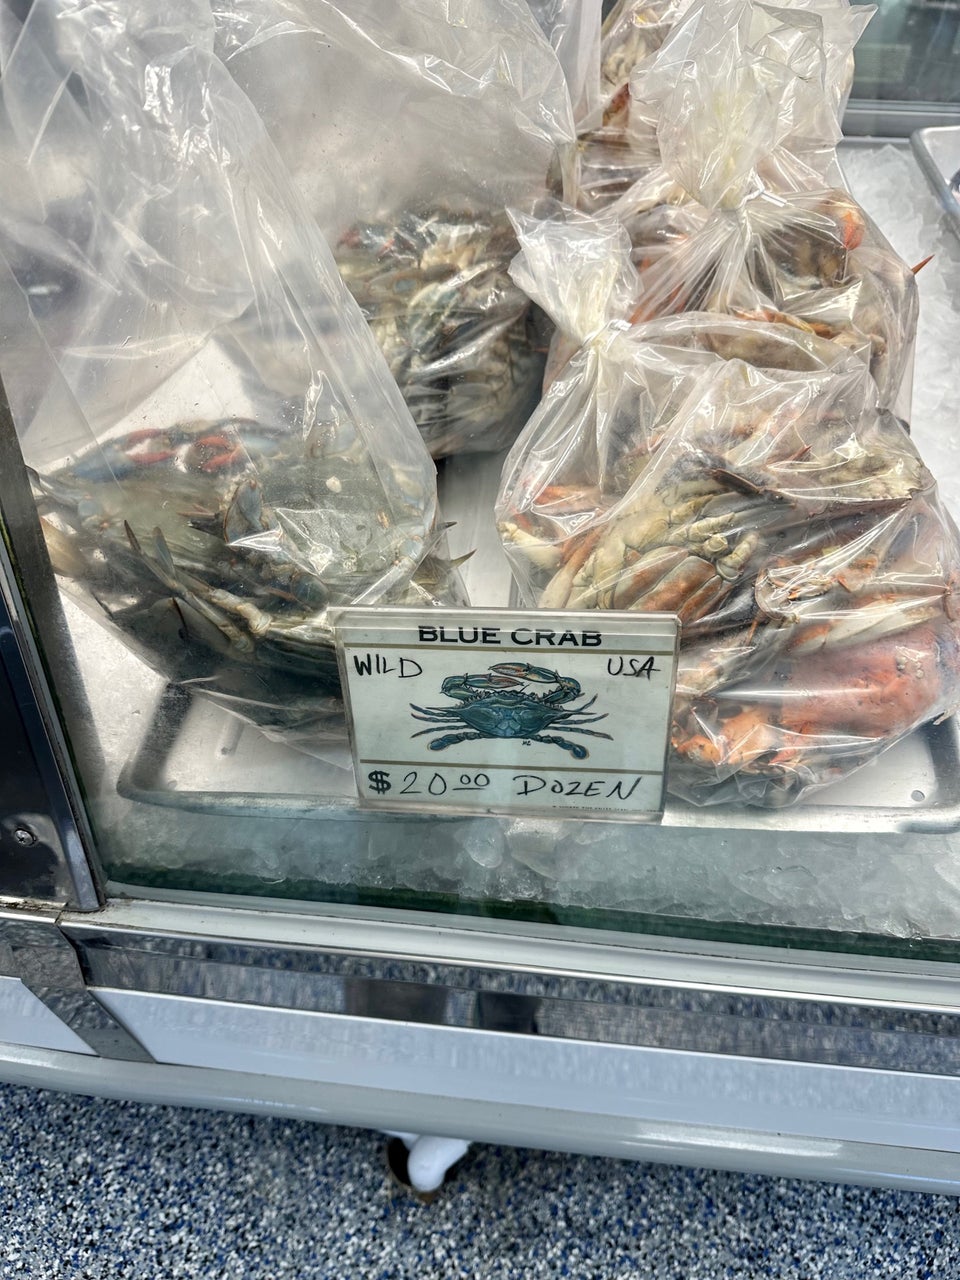 BLUE CRAB
WILD USA
$20.00 DOZEN